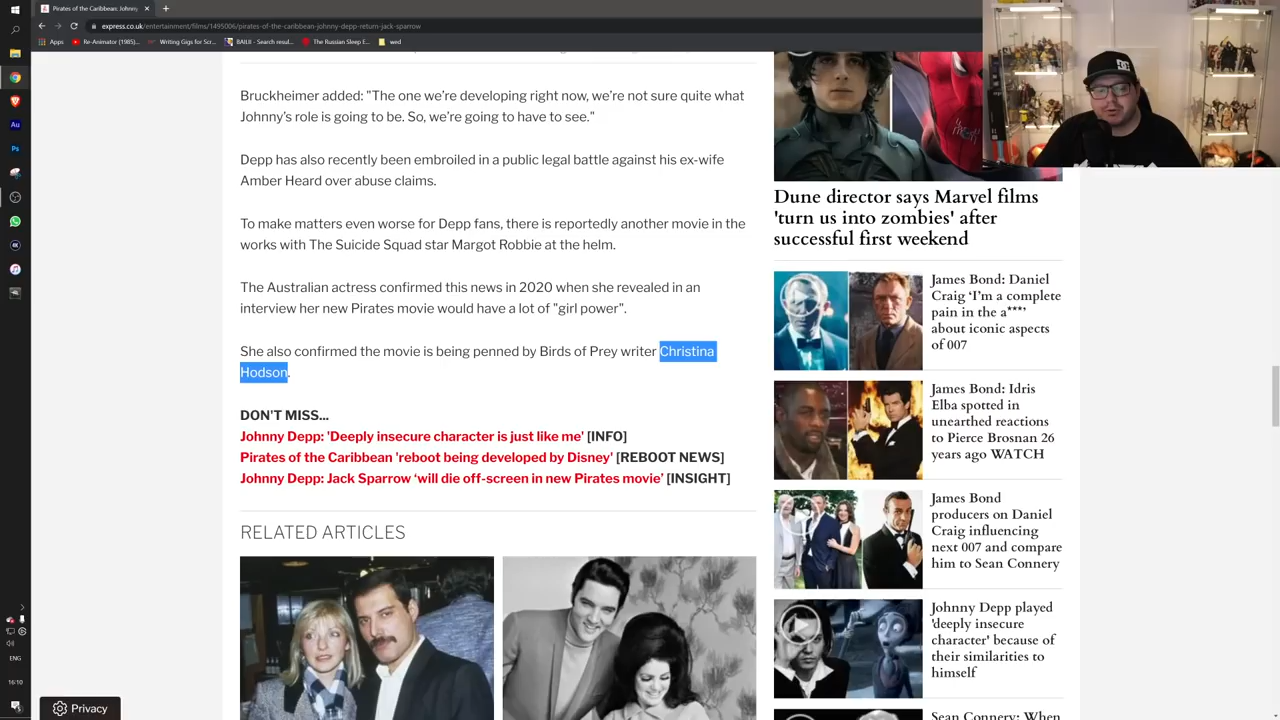 Pirates of the Caribbean: Johnny
express.co.uk/entertainment/films/1495006/pirates-of-the-caribbean-johnny-depp-return-jack-sparrow
Apps
Re-Animator (1985)...
Writing Gigs for Scr...
BAILII - Search resul...
The Russian Sleep E...
wed
Bruckheimer added: "The one we’re developing right now, we’re not sure quite what
Johnny's role is going to be. So, we’re going to have to see."
Depp has also recently been embroiled in a public legal battle against his ex-wife
Amber Heard over abuse claims.
To make matters even worse for Depp fans, there is reportedly another movie in the
works with The Suicide Squad star Margot Robbie at the helm.
The Australian actress confirmed this news in 2020 when she revealed in an
interview her new Pirates movie would have a lot of "girl power".
She also confirmed the movie is being penned by Birds of Prey writer Christina
Hodson.
DON'T MISS...
Johnny Depp: 'Deeply insecure character is just like me' [INFO]
Pirates of the Caribbean 'reboot being developed by Disney' [REBOOT NEWS]
Johnny Depp: Jack Sparrow ‘will die off-screen in new Pirates movie’ [INSIGHT]
RELATED ARTICLES
Dune director says Marvel films
'turn us into zombies' after
successful first weekend
James Bond: Daniel
Craig ‘I’m a complete
pain in the a***’
about iconic aspects
of 007
James Bond: Idris
Elba spotted in
unearthed reactions
to Pierce Brosnan 26
years ago WATCH
James Bond
producers on Daniel
Craig influencing
next 007 and compare
him to Sean Connery
Johnny Depp played
'deeply insecure
character' because of
their similarities to
himself
Sean Connery: When
ENG
16:10
Privacy